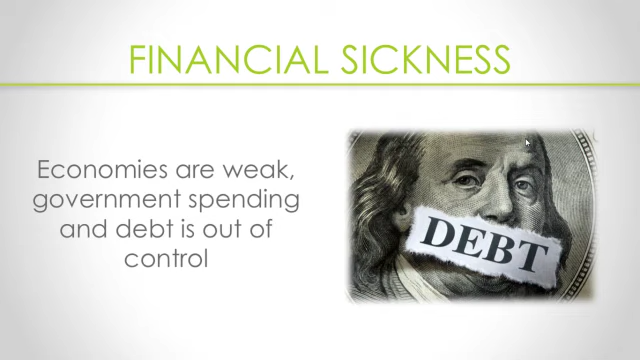 FINANCIAL SICKNESS
Economies are weak,
government spending
and debt is out of
control
DEBT